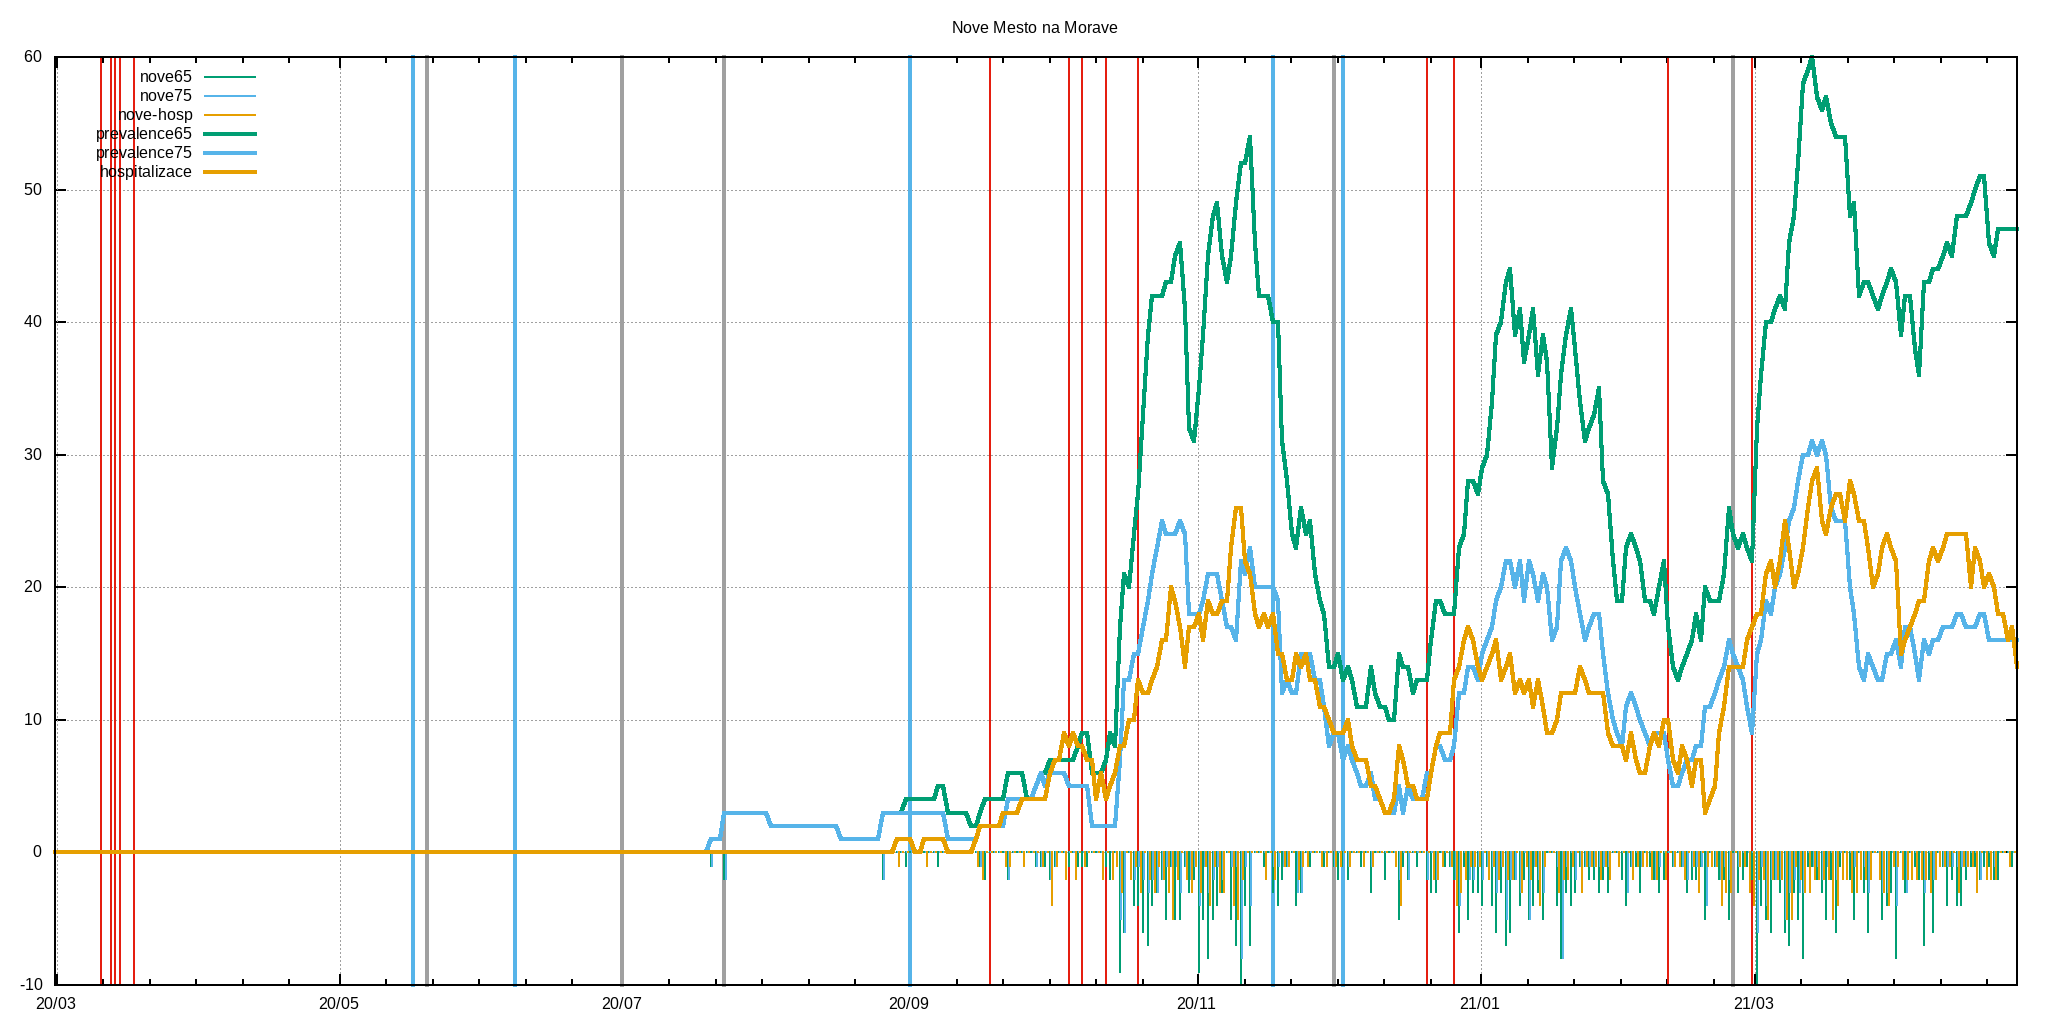 Nove Mesto na Morave
60
50
40
30
20
10
0
-10
nove65
nove75
nove-hosp
prevalence65
prevalence75
hospitalizace
20/03 20/05 20/07 20/09 20/11 21/01 21/03